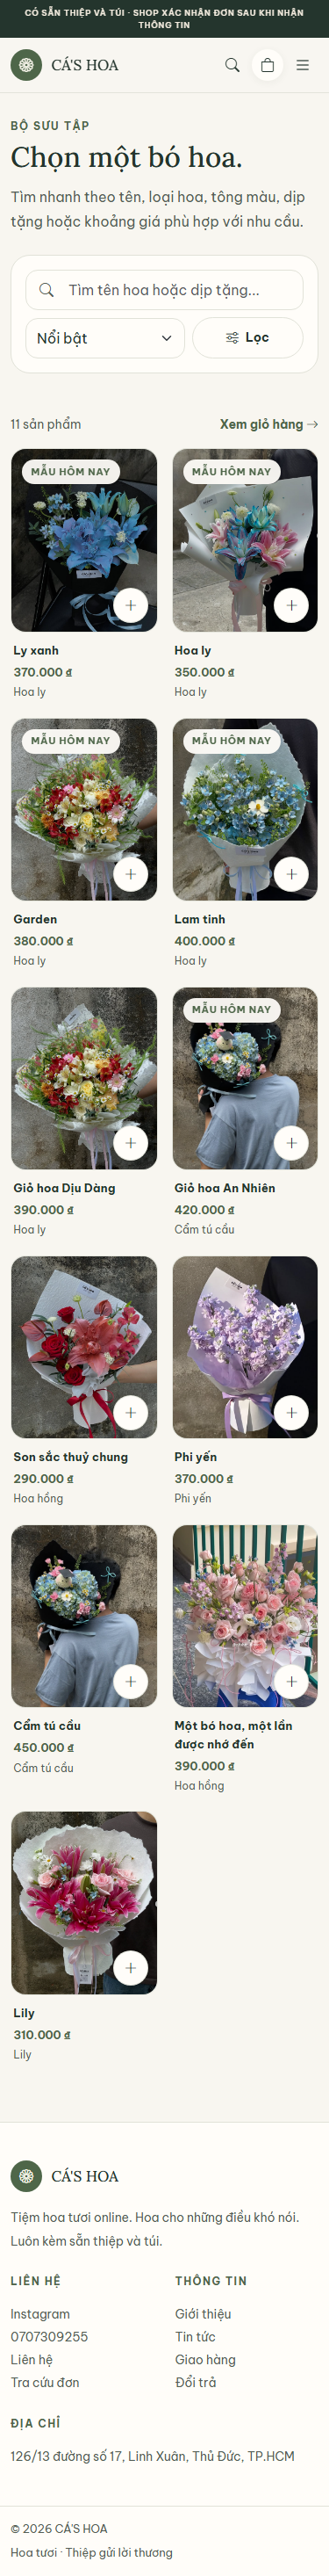 CÓ SẴN THIỆP VÀ TÚI · SHOP XÁC NHẬN ĐƠN SAU KHI NHẬN
THÔNG TIN
CÁ'S HOA
BỘ SƯU TẬP
Chọn một bó hoa.
Tìm nhanh theo tên, loại hoa, tông màu, dịp
tặng hoặc khoảng giá phù hợp với nhu cầu.
Tìm tên hoa hoặc dịp tặng...
Nổi bật
Lọc
11 sản phẩm
Xem giỏ hàng →
MẪU HÔM NAY
MẪU HÔM NAY
Ly xanh
370.000 ₫
Hoa ly
Hoa ly
350.000 ₫
Hoa ly
MẪU HÔM NAY
MẪU HÔM NAY
Garden
380.000 ₫
Hoa ly
Lam tinh
400.000 ₫
Hoa ly
MẪU HÔM NAY
Giỏ hoa Dịu Dàng
390.000 ₫
Hoa ly
Giỏ hoa An Nhiên
420.000 ₫
Cẩm tú cầu
Son sắc thuỷ chung
290.000 ₫
Hoa hồng
Phi yến
370.000 ₫
Phi yến
Cẩm tú cầu
450.000 ₫
Cẩm tú cầu
Một bó hoa, một lần
được nhớ đến
390.000 ₫
Hoa hồng
Lily
310.000 ₫
Lily
CÁ'S HOA
Tiệm hoa tươi online. Hoa cho những điều khó nói.
Luôn kèm sẵn thiệp và túi.
LIÊN HỆ
Instagram
0707309255
Liên hệ
Tra cứu đơn
THÔNG TIN
Giới thiệu
Tin tức
Giao hàng
Đổi trả
ĐỊA CHỈ
126/13 đường số 17, Linh Xuân, Thủ Đức, TP.HCM
© 2026 CÁ'S HOA
Hoa tươi · Thiệp gửi lời thương